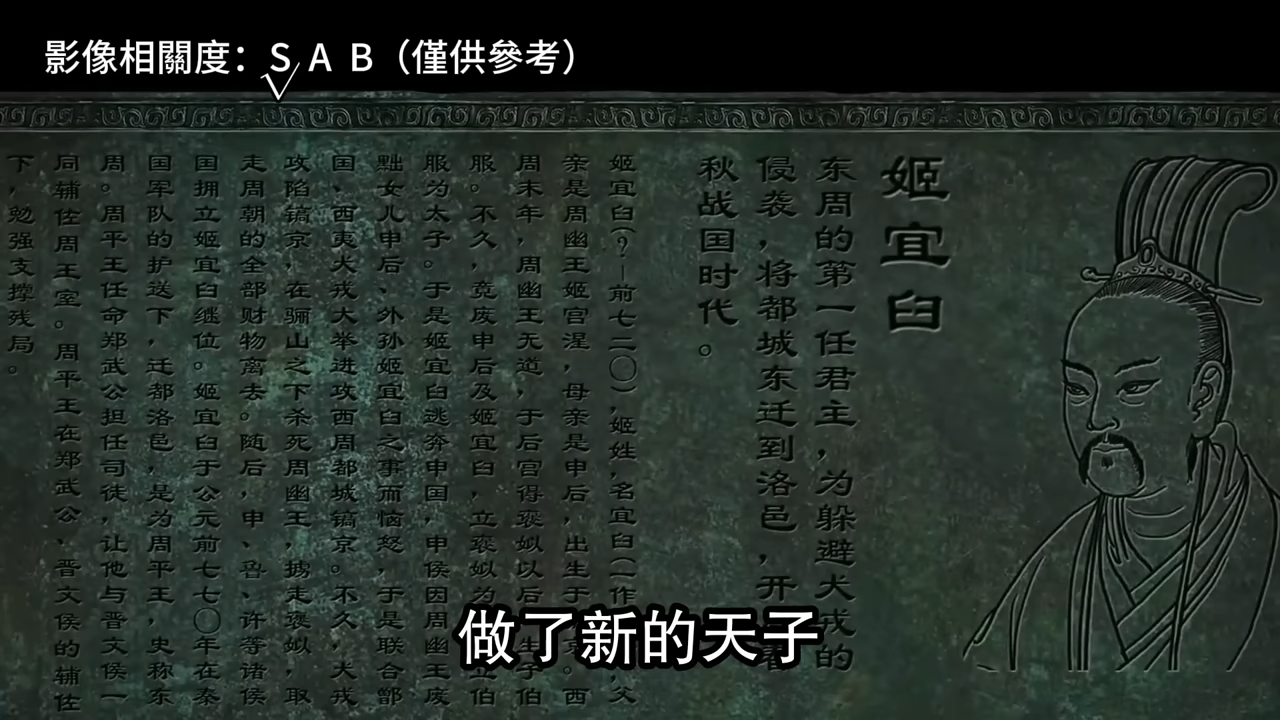 影像相關度：S A B（僅供參考）
√
姬宜臼
东周的第一任君主，为躲避犬戎的
侵袭，将都城东迁到洛邑，开
秋战国时代。
姬宜臼（？－前七二〇），姬姓，名宜臼（一作，父
亲是周幽王姬宫湦，母亲是申后，出生于 。西
周末年，周幽王无道，于后宫得褒姒以后 生子伯
服。不久，竟废申后及姬宜臼，立褒姒为 立伯
服为太子。于是姬宜臼逃奔申国，申侯因周幽王废
黜女儿申后、外孙姬宜臼之事而恼怒，于是联合鄫
国、西夷犬戎大举进攻西周都城镐京。不久，犬戎
攻陷镐京，在骊山之下杀死周幽王，掳走褒姒，取
走周朝的全部财物离去。随后，申、鲁、许等诸侯
国拥立姬宜臼继位。姬宜臼于公元前七七〇年在秦
国军队的护送下，迁都洛邑，是为周平王，史称东
周。周平王任命郑武公担任司徒，让他与晋文侯一
同辅佐周王室。周平王在郑武公、晋文侯的辅佐
下，勉强支撑残局。
做了新的天子